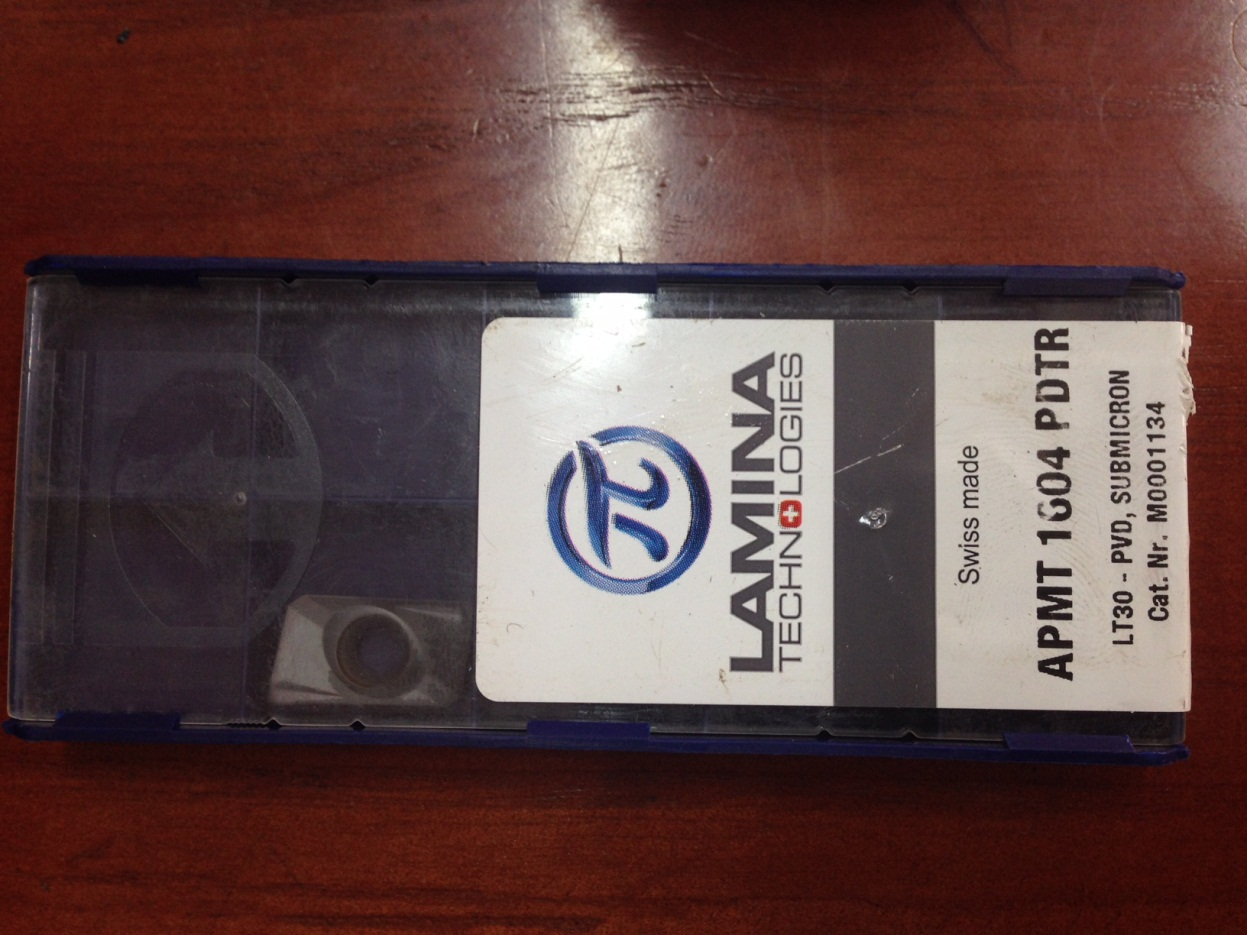 π
LAMINA
TECHNOLOGIES
Swiss made
APMT 1604 PDTR
LT30 - PVD, SUBMICRON
Cat. Nr. M0001134